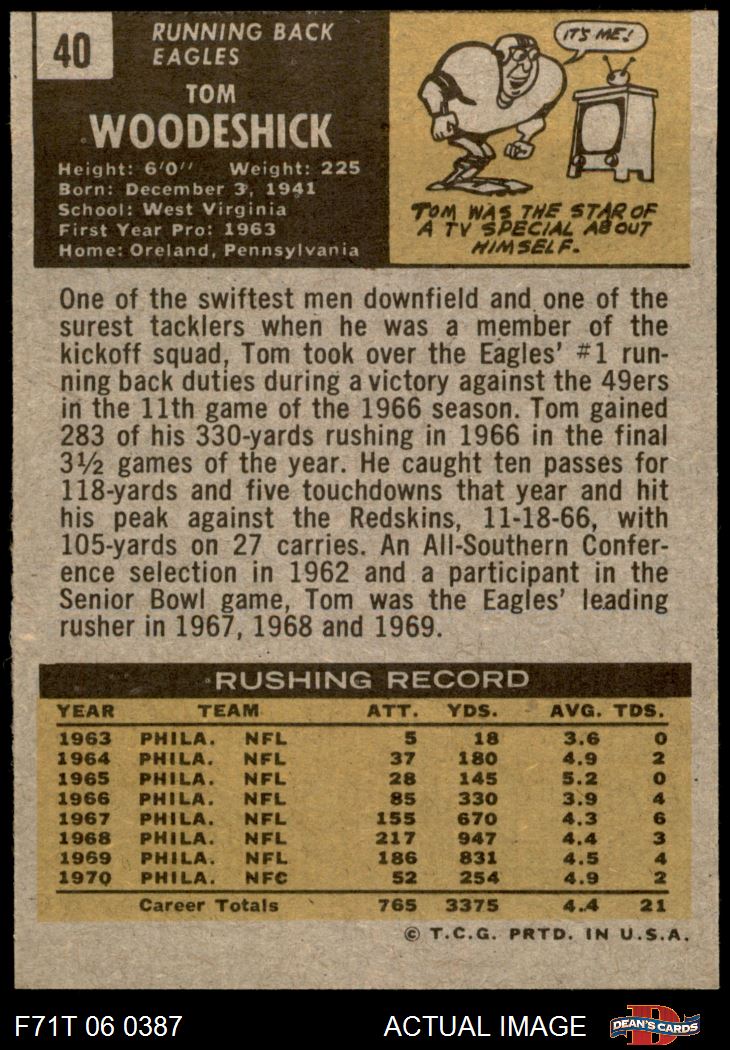 40
RUNNING BACK
EAGLES
TOM
WOODESHICK
Height: 6'0'' Weight: 225
Born: December 3, 1941
School: West Virginia
First Year Pro: 1963
Home: Oreland, Pennsylvania
IT'S ME!
TOM WAS THE STAR OF
A TV SPECIAL ABOUT
HIMSELF.
One of the swiftest men downfield and one of the
surest tacklers when he was a member of the
kickoff squad, Tom took over the Eagles' #1 run-
ning back duties during a victory against the 49ers
in the 11th game of the 1966 season. Tom gained
283 of his 330-yards rushing in 1966 in the final
3½ games of the year. He caught ten passes for
118-yards and five touchdowns that year and hit
his peak against the Redskins, 11-18-66, with
105-yards on 27 carries. An All-Southern Confer-
ence selection in 1962 and a participant in the
Senior Bowl game, Tom was the Eagles' leading
rusher in 1967, 1968 and 1969.
RUSHING RECORD
YEAR TEAM ATT. YDS. AVG. TDS.
1963 PHILA. NFL 5 18 3.6 0
1964 PHILA. NFL 37 180 4.9 2
1965 PHILA. NFL 28 145 5.2 0
1966 PHILA. NFL 85 330 3.9 4
1967 PHILA. NFL 155 670 4.3 6
1968 PHILA. NFL 217 947 4.4 3
1969 PHILA. NFL 186 831 4.5 4
1970 PHILA. NFC 52 254 4.9 2
Career Totals 765 3375 4.4 21
© T.C.G. PRTD. IN U.S.A.
F71T 06 0387 ACTUAL IMAGE D DEAN'S CARDS